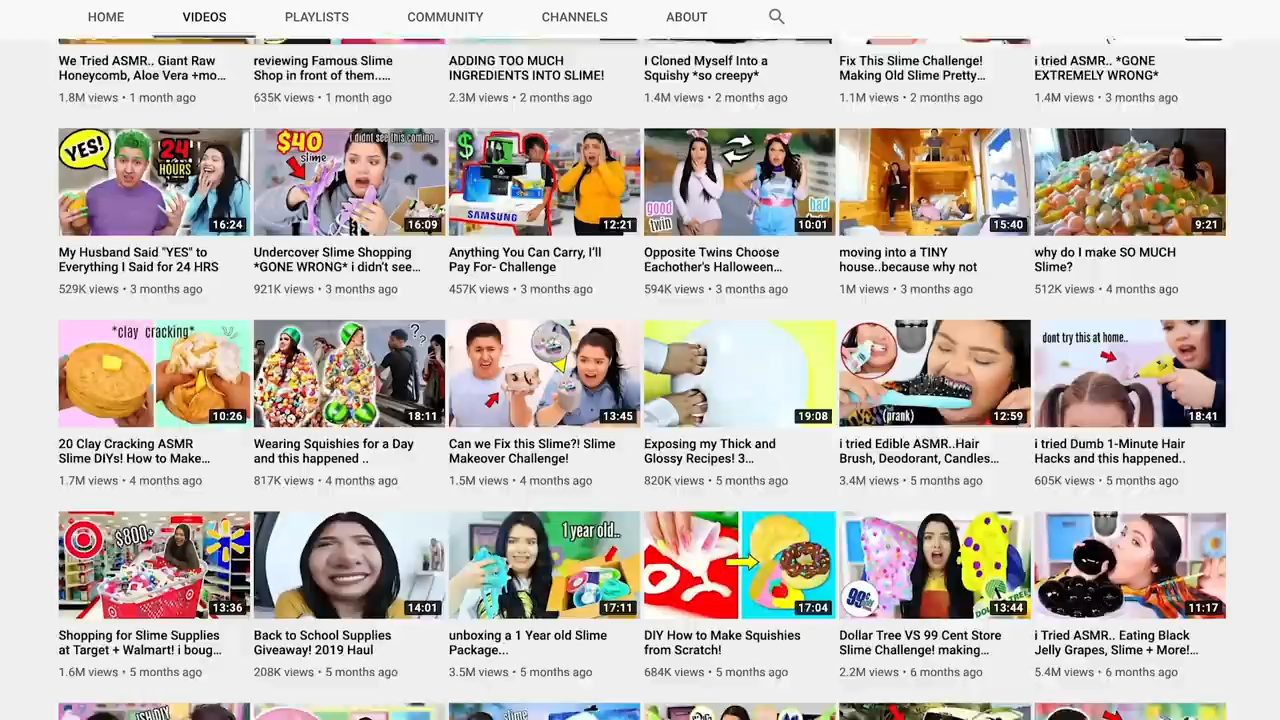 HOME VIDEOS PLAYLISTS COMMUNITY CHANNELS ABOUT
We Tried ASMR.. Giant Raw
Honeycomb, Aloe Vera +mo...
1.8M views • 1 month ago
reviewing Famous Slime
Shop in front of them.....
635K views • 1 month ago
ADDING TOO MUCH
INGREDIENTS INTO SLIME!
2.3M views • 2 months ago
I Cloned Myself Into a
Squishy *so creepy*
1.4M views • 2 months ago
Fix This Slime Challenge!
Making Old Slime Pretty...
1.1M views • 2 months ago
i tried ASMR.. *GONE
EXTREMELY WRONG*
1.4M views • 3 months ago
YES!
24
HOURS
16:24
My Husband Said "YES" to
Everything I Said for 24 HRS
529K views • 3 months ago
$40
slime
i didnt see this coming..
16:09
Undercover Slime Shopping
*GONE WRONG* i didn't see...
921K views • 3 months ago
$
SAMSUNG
12:21
Anything You Can Carry, I'll
Pay For- Challenge
457K views • 3 months ago
good
twin
bad
10:01
Opposite Twins Choose
Eachother's Halloween...
594K views • 3 months ago
15:40
moving into a TINY
house..because why not
1M views • 3 months ago
9:21
why do I make SO MUCH
Slime?
512K views • 4 months ago
*clay cracking*
10:26
20 Clay Cracking ASMR
Slime DIYs! How to Make...
1.7M views • 4 months ago
??
18:11
Wearing Squishies for a Day
and this happened ..
817K views • 4 months ago
13:45
Can we Fix this Slime?! Slime
Makeover Challenge!
1.5M views • 4 months ago
19:08
Exposing my Thick and
Glossy Recipes! 3...
820K views • 5 months ago
(prank)
12:59
i tried Edible ASMR..Hair
Brush, Deodorant, Candles...
3.4M views • 5 months ago
dont try this at home..
18:41
i tried Dumb 1-Minute Hair
Hacks and this happened..
605K views • 5 months ago
$800+
13:36
Shopping for Slime Supplies
at Target + Walmart! i boug...
1.6M views • 5 months ago
14:01
Back to School Supplies
Giveaway! 2019 Haul
208K views • 5 months ago
1 year old..
17:11
unboxing a 1 Year old Slime
Package...
3.5M views • 5 months ago
17:04
DIY How to Make Squishies
from Scratch!
684K views • 5 months ago
99¢
13:44
Dollar Tree VS 99 Cent Store
Slime Challenge! making...
2.2M views • 6 months ago
11:17
i Tried ASMR.. Eating Black
Jelly Grapes, Slime + More!...
5.4M views • 6 months ago
slime